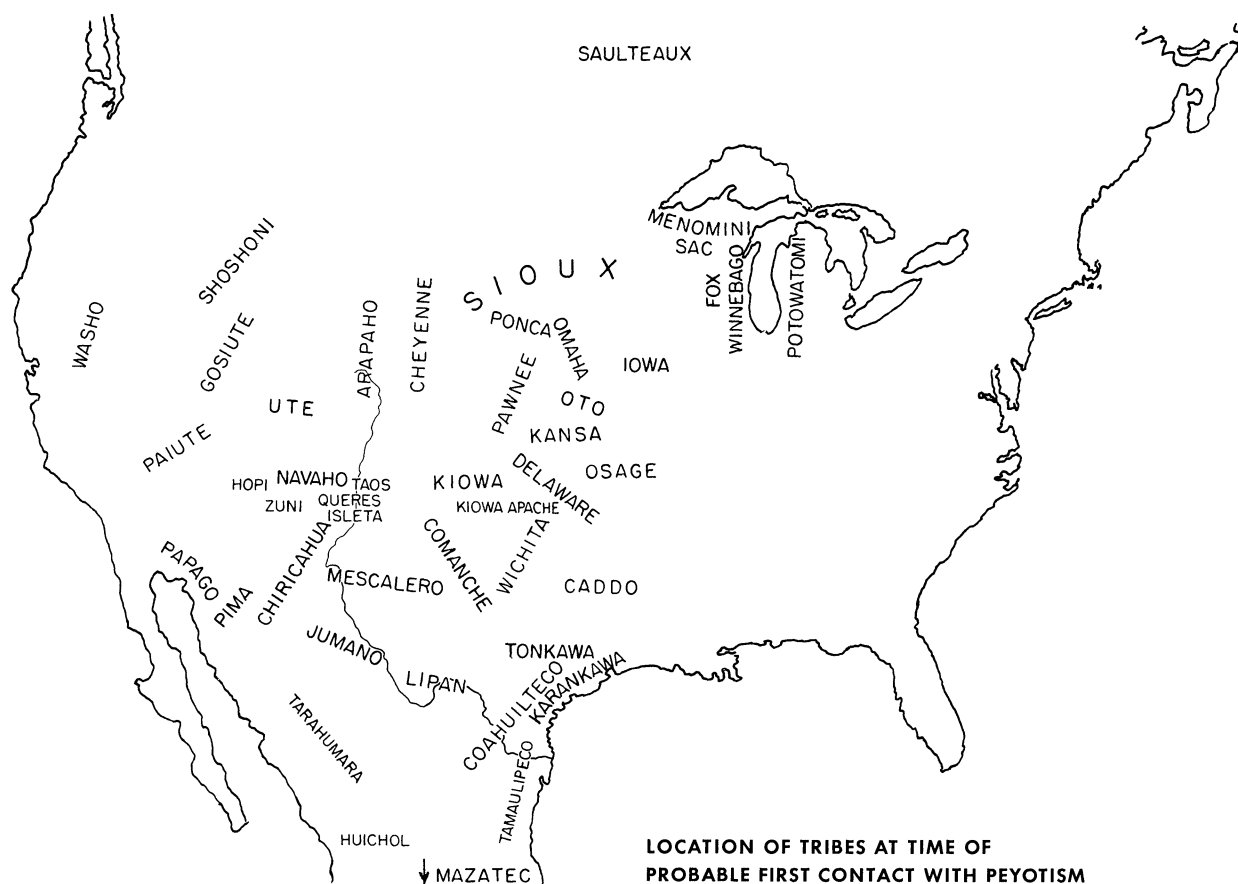 SAULTEAUX
MENOMINI
SAC
FOX
WINNEBAGO
POTOWATOMI
SHOSHONI
SIOUX
WASHO
GOSIUTE
ARAPAHO
CHEYENNE
PONCA
OMAHA
IOWA
UTE
PAWNEE
OTO
KANSA
PAIUTE
HOPI
NAVAHO
TAOS
KIOWA
DELAWARE
OSAGE
ZUNI
QUERES
ISLETA
KIOWA APACHE
COMANCHE
WICHITA
PAPAGO
PIMA
CHIRICAHUA
MESCALERO
CADDO
JUMANO
LIPAN
TONKAWA
COAHUILTECO
KARANKAWA
TARAHUMARA
TAMAULIPECO
HUICHOL
MAZATEC
LOCATION OF TRIBES AT TIME OF
PROBABLE FIRST CONTACT WITH PEYOTISM